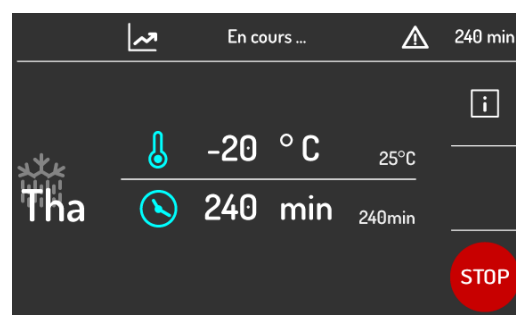 En cours ... 240 min
i
-20 °C 25°C
Tha
240 min 240min
STOP